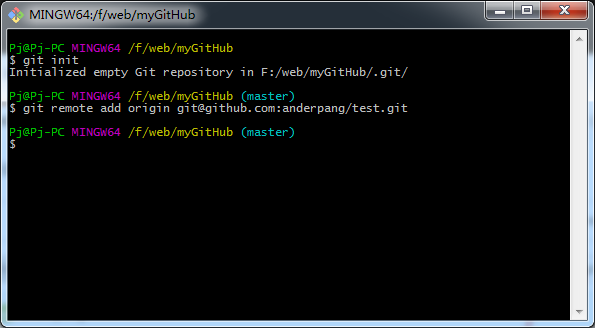 MINGW64:/f/web/myGitHub
Pj@Pj-PC MINGW64 /f/web/myGitHub
$ git init
Initialized empty Git repository in F:/web/myGitHub/.git/
Pj@Pj-PC MINGW64 /f/web/myGitHub (master)
$ git remote add origin git@github.com:anderpang/test.git
Pj@Pj-PC MINGW64 /f/web/myGitHub (master)
$